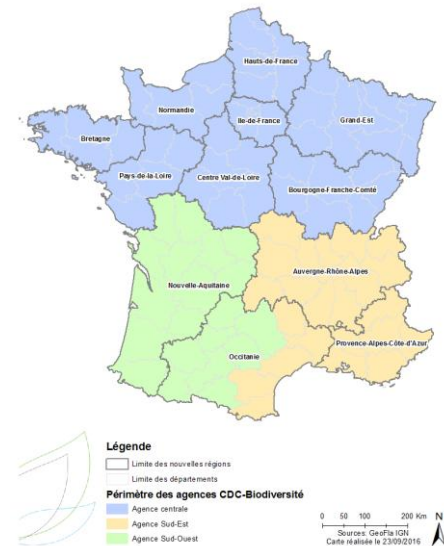 Hauts-de-France
Normandie
Ile-de-France
Grand-Est
Bretagne
Pays-de-la-Loire
Centre Val-de-Loire
Bourgogne-Franche-Comté
Auvergne-Rhône-Alpes
Nouvelle-Aquitaine
Provence-Alpes-Côte-d'Azur
Occitanie
Légende
Limite des nouvelles régions
Limite des départements
Périmètre des agences CDC-Biodiversité
Agence centrale
Agence Sud-Est
Agence Sud-Ouest
0 50 100 200 Km
N
Sources: GeoFla IGN
Carte réalisée le 23/09/2016